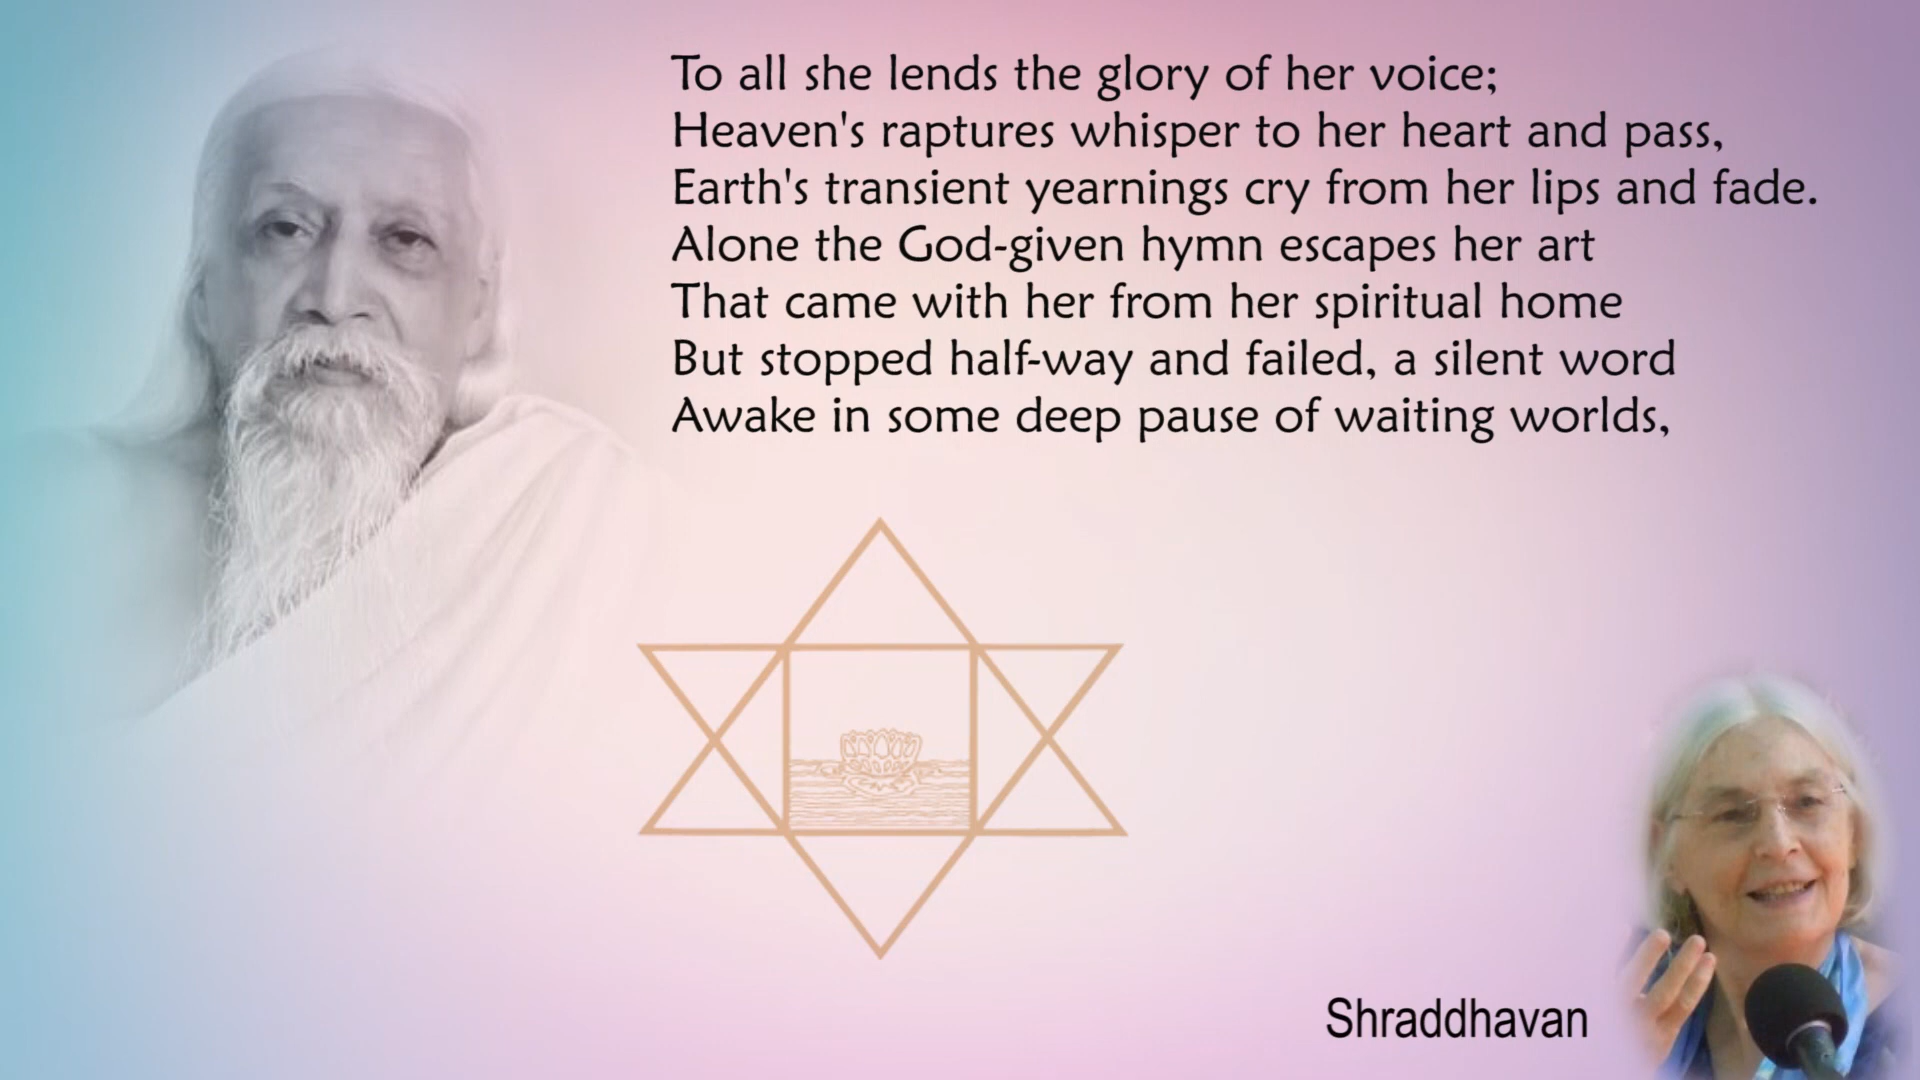 To all she lends the glory of her voice;
Heaven's raptures whisper to her heart and pass,
Earth's transient yearnings cry from her lips and fade.
Alone the God-given hymn escapes her art
That came with her from her spiritual home
But stopped half-way and failed, a silent word
Awake in some deep pause of waiting worlds,
Shraddhavan